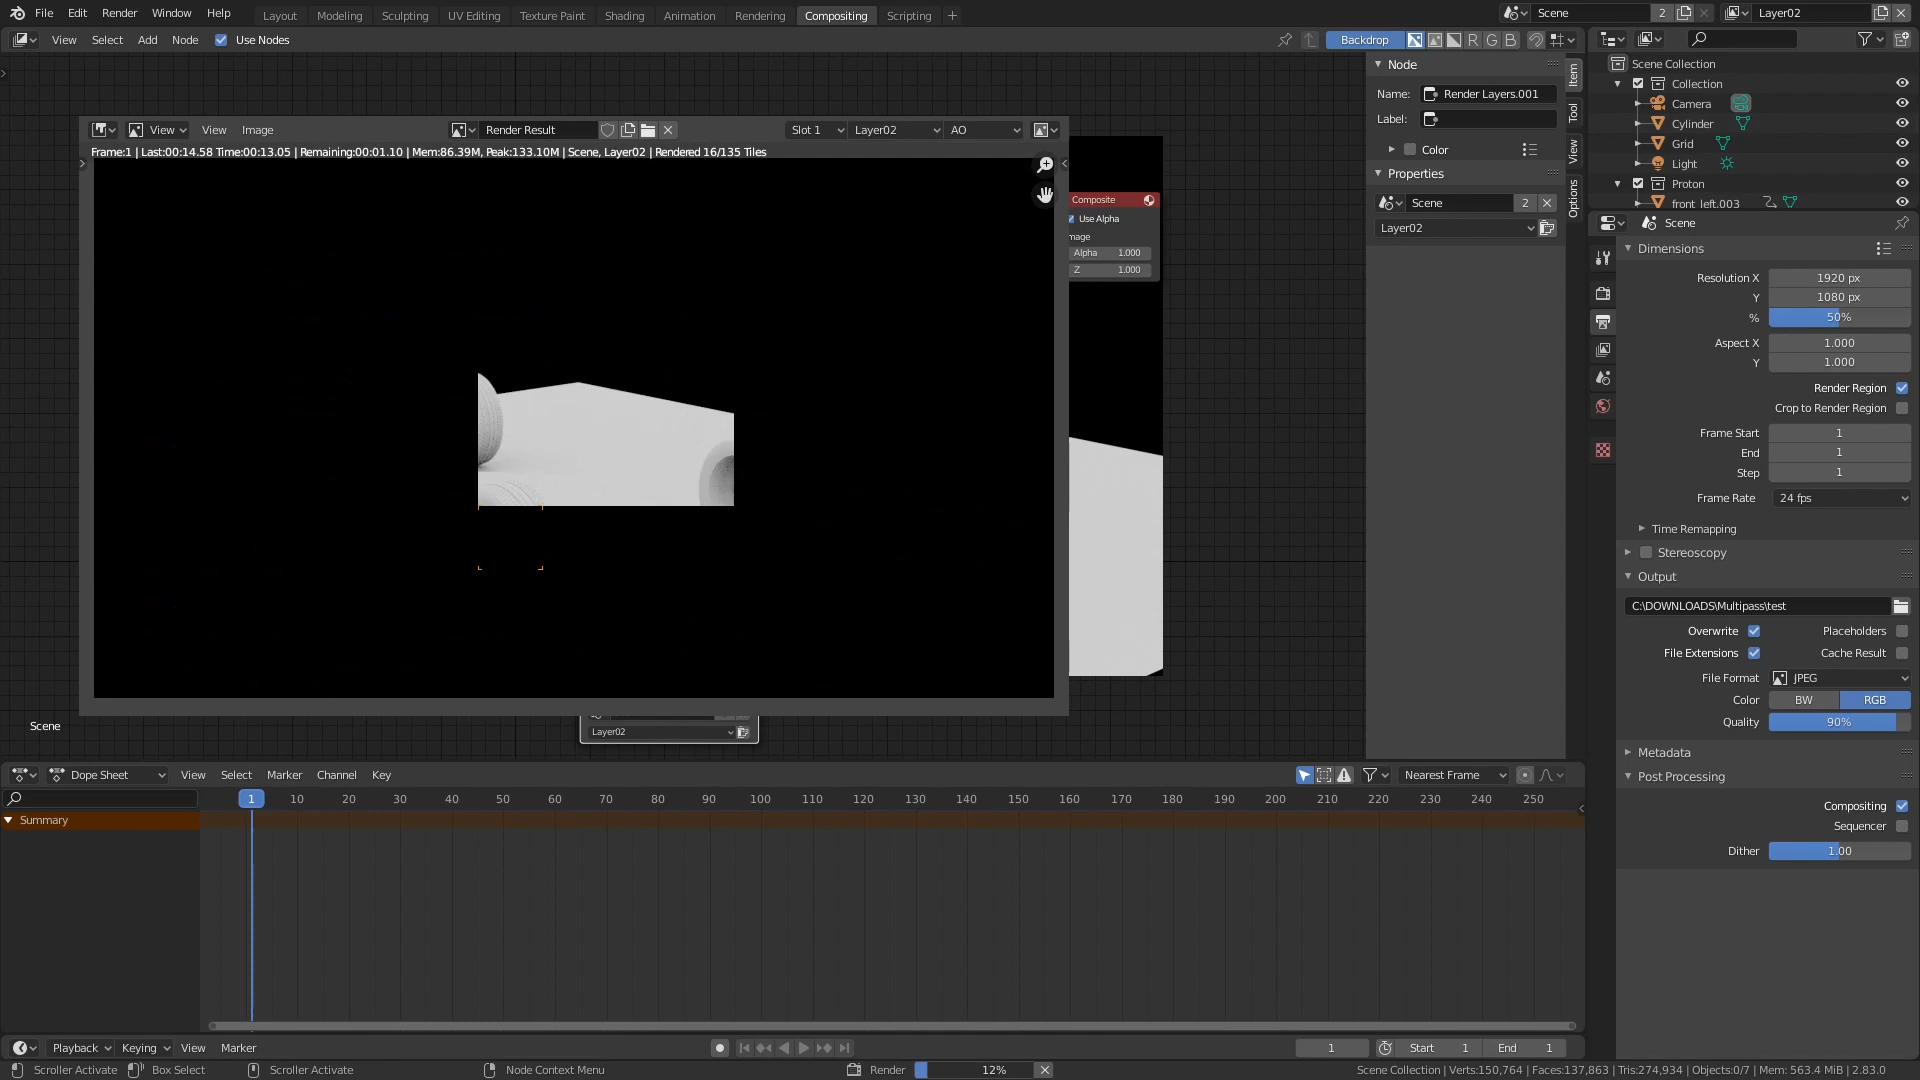 File Edit Render Window Help Layout Modeling Sculpting UV Editing Texture Paint Shading Animation Rendering Compositing Scripting + Scene 2 Layer02
View Select Add Node Use Nodes Backdrop R G B
Node
Name: Render Layers.001
Label:
Color
Properties
Scene 2
Layer02
Item
Tool
View
Options
Scene Collection
Collection
Camera
Cylinder
Grid
Light
Proton
front left.003
View View Image Render Result Slot 1 Layer02 AO
Frame:1 | Last:00:14.58 Time:00:13.05 | Remaining:00:01.10 | Mem:86.39M, Peak:133.10M | Scene, Layer02 | Rendered 16/135 Tiles
Composite
Use Alpha
mage
Alpha 1.000
Z 1.000
Layer02
Scene
Scene
Dimensions
Resolution X 1920 px
Y 1080 px
% 50%
Aspect X 1.000
Y 1.000
Render Region
Crop to Render Region
Frame Start 1
End 1
Step 1
Frame Rate 24 fps
Time Remapping
Stereoscopy
Output
C:\DOWNLOADS\Multipass\test
Overwrite Placeholders
File Extensions Cache Result
File Format JPEG
Color BW RGB
Quality 90%
Metadata
Post Processing
Compositing
Sequencer
Dither 1.00
Dope Sheet View Select Marker Channel Key Nearest Frame
1 10 20 30 40 50 60 70 80 90 100 110 120 130 140 150 160 170 180 190 200 210 220 230 240 250
Summary
Playback Keying View Marker 1 Start 1 End 1
Scroller Activate Box Select Scroller Activate Node Context Menu Render 12% Scene Collection | Verts:150,764 | Faces:137,863 | Tris:274,934 | Objects:0/7 | Mem: 563.4 MiB | 2.83.0